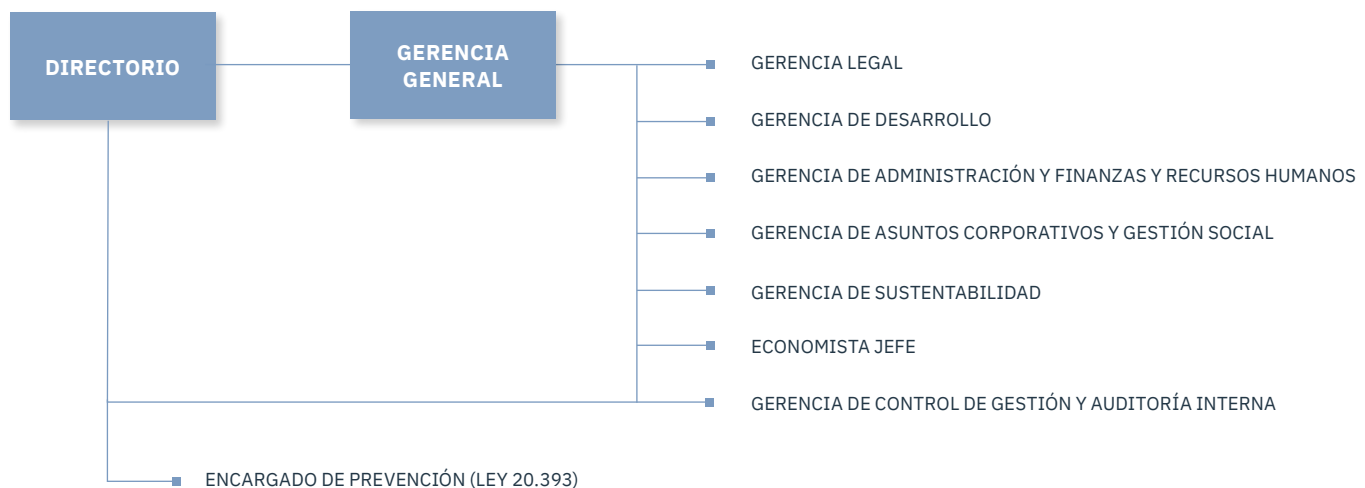 DIRECTORIO
GERENCIA
GENERAL
GERENCIA LEGAL
GERENCIA DE DESARROLLO
GERENCIA DE ADMINISTRACIÓN Y FINANZAS Y RECURSOS HUMANOS
GERENCIA DE ASUNTOS CORPORATIVOS Y GESTIÓN SOCIAL
GERENCIA DE SUSTENTABILIDAD
ECONOMISTA JEFE
GERENCIA DE CONTROL DE GESTIÓN Y AUDITORÍA INTERNA
ENCARGADO DE PREVENCIÓN (LEY 20.393)